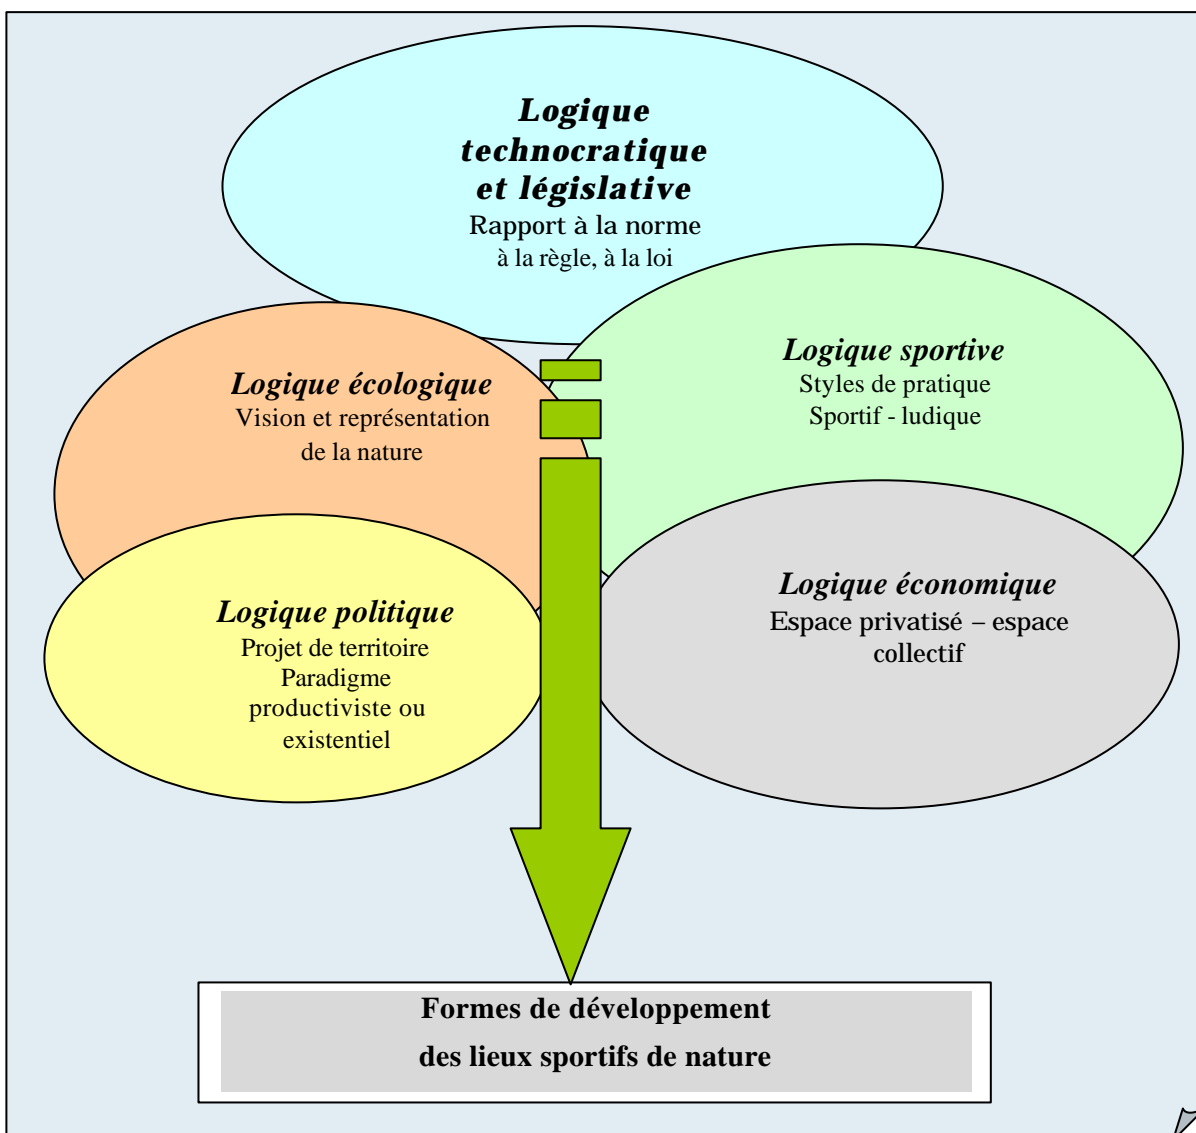 Logique
technocratique
et législative
Rapport à la norme
à la règle, à la loi
Logique écologique
Vision et représentation
de la nature
Logique sportive
Styles de pratique
Sportif - ludique
Logique politique
Projet de territoire
Paradigme
productiviste ou
existentiel
Logique économique
Espace privatisé – espace
collectif
Formes de développement
des lieux sportifs de nature